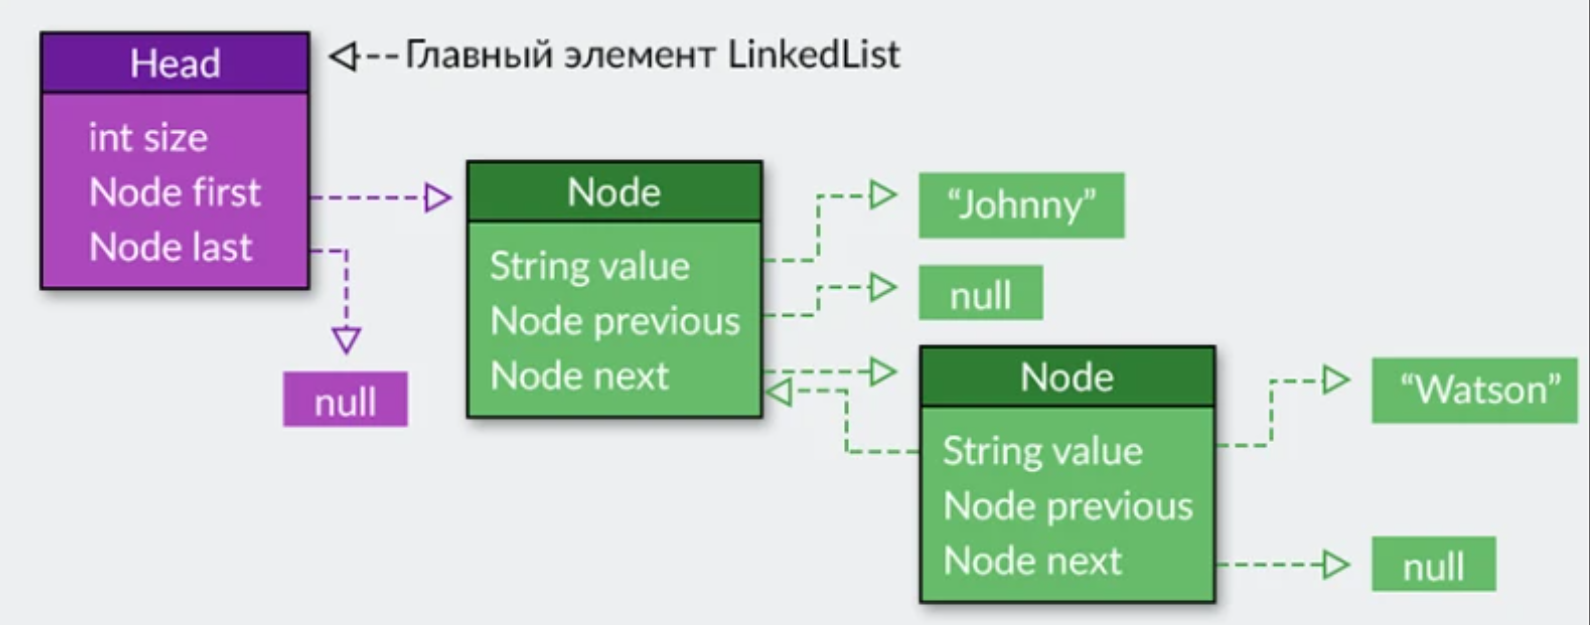 Head
Главный элемент LinkedList
int size
Node first
Node last
null
Node
String value
Node previous
Node next
“Johnny”
null
Node
String value
Node previous
Node next
“Watson”
null